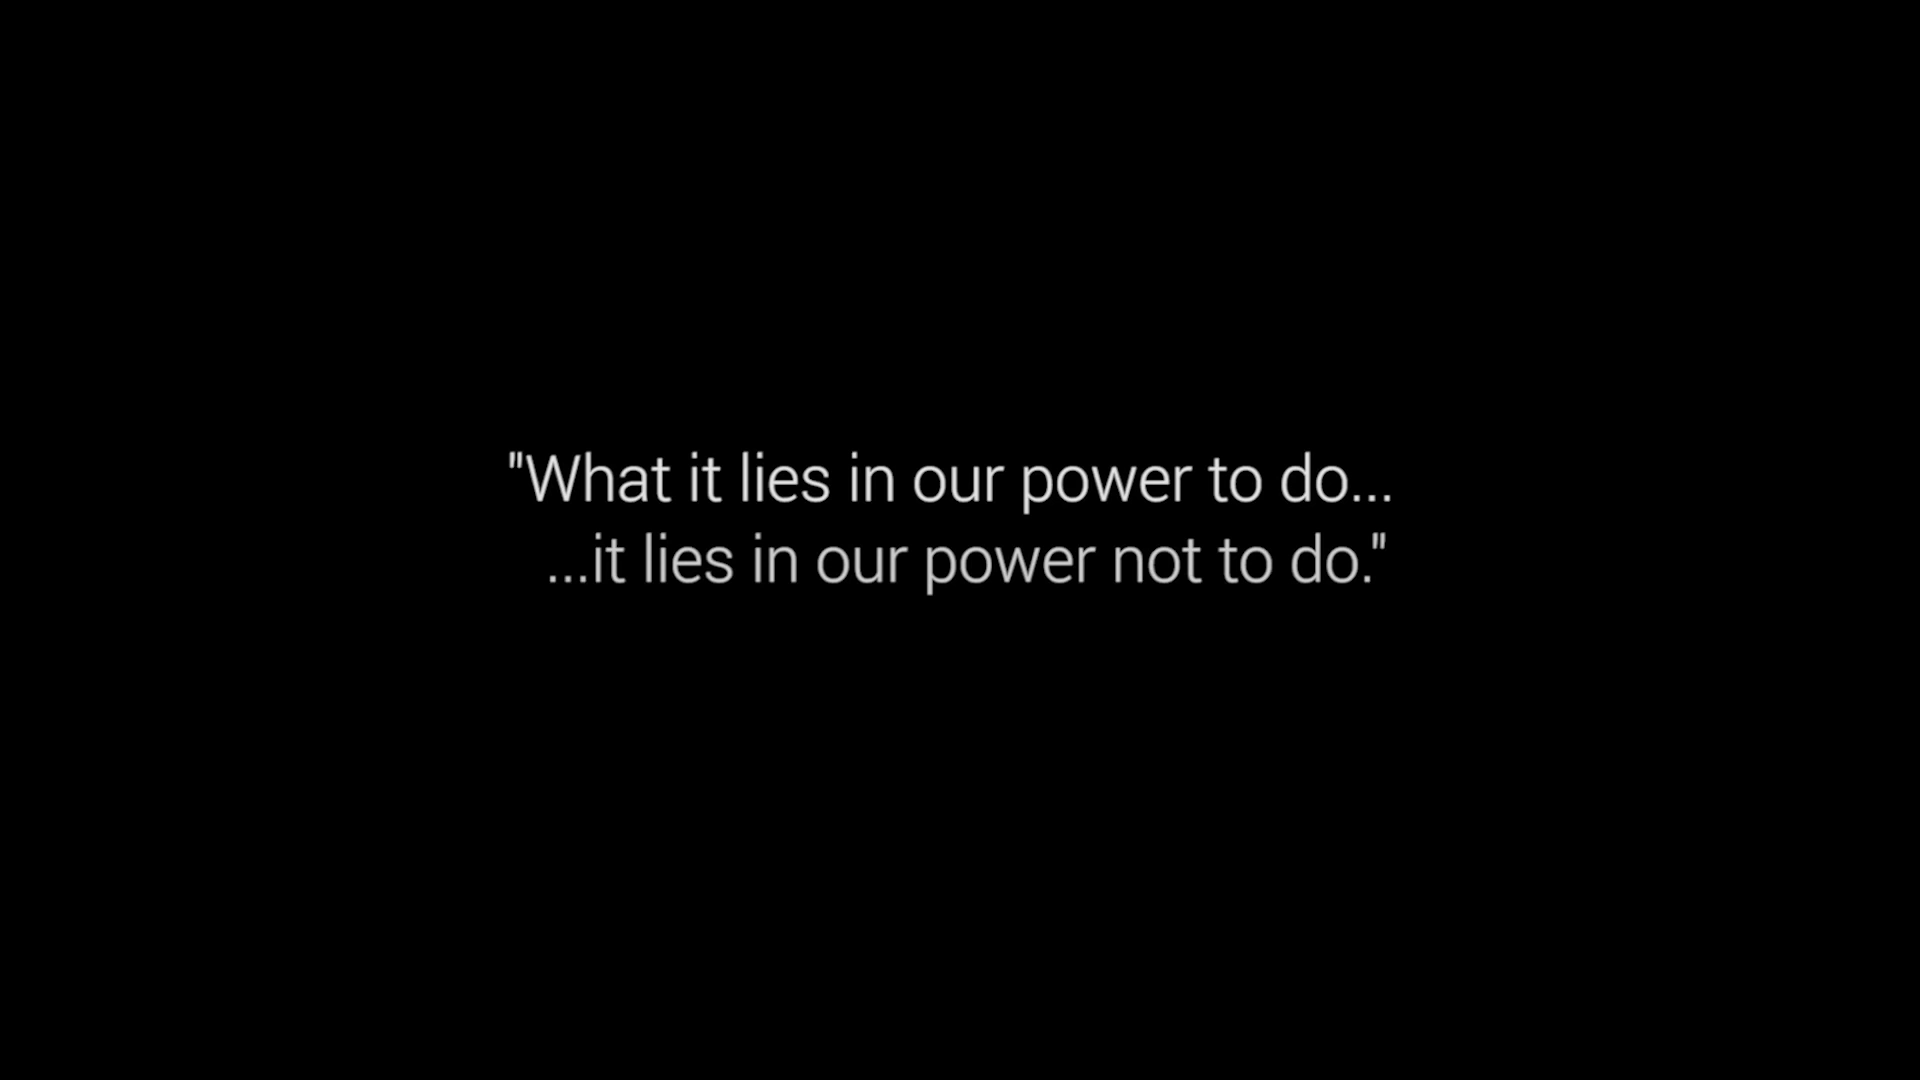 "What it lies in our power to do...
...it lies in our power not to do."